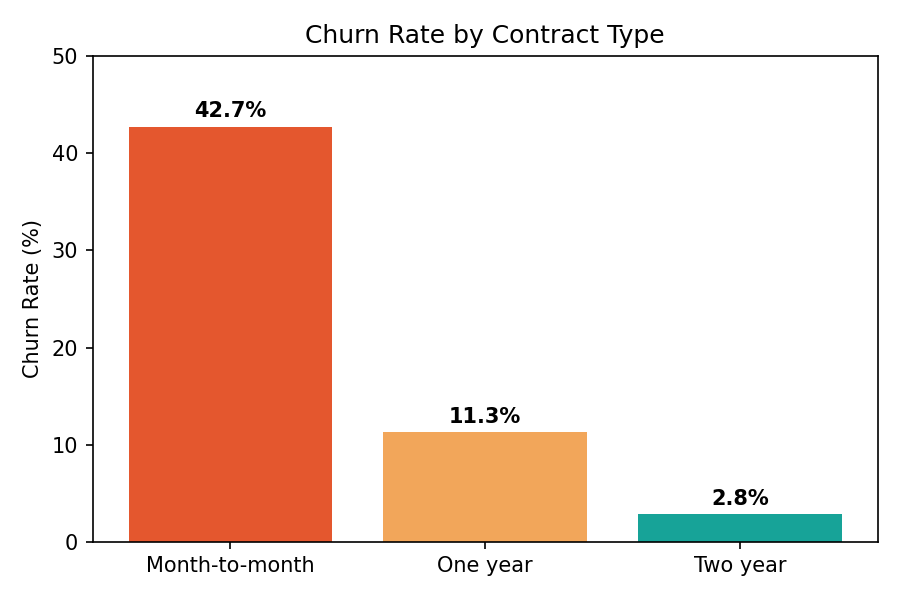 Churn Rate by Contract Type
Churn Rate (%)
50
40
30
20
10
0
42.7%
11.3%
2.8%
Month-to-month
One year
Two year